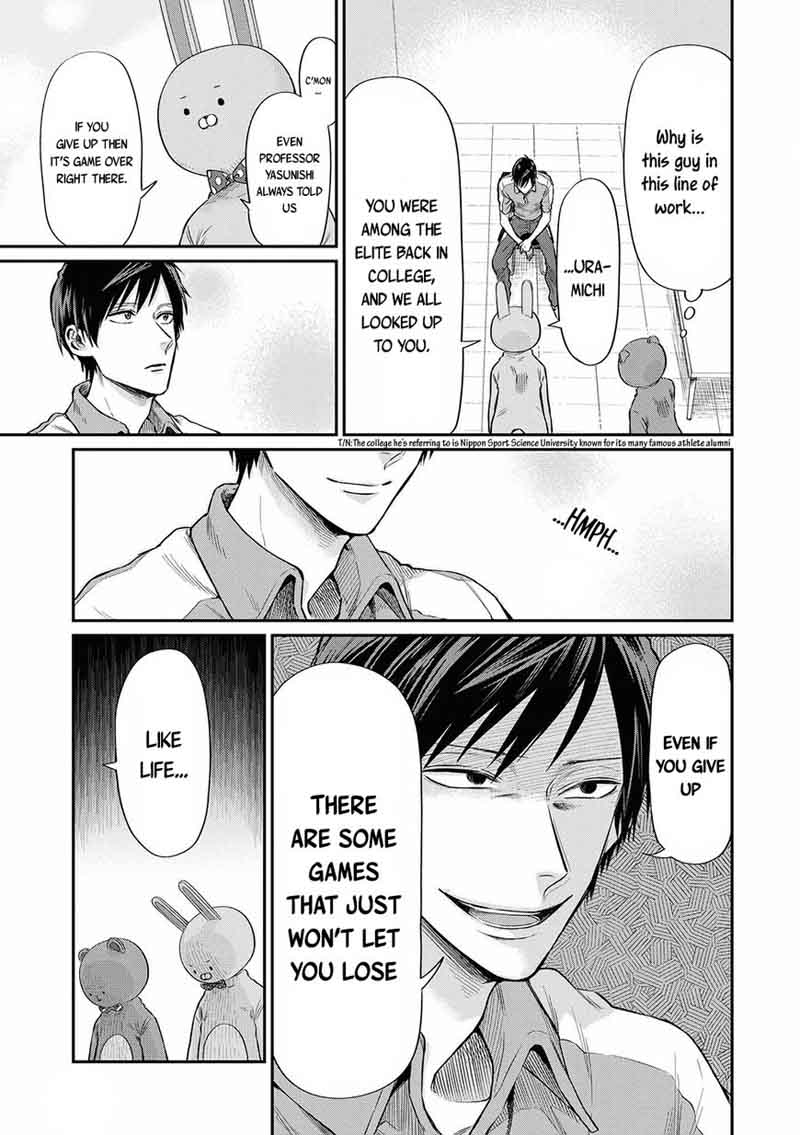 Why is
this guy in
this line of
work...
...URA-
MICHI
YOU WERE
AMONG THE
ELITE BACK
IN
COLLEGE,
AND WE ALL
LOOKED UP
TO YOU.
T/N: The college he's referring to is Nippon Sport Science University known for its many famous athlete alumni
C'MON
...
EVEN
PROFESSOR
YASUNISHI
ALWAYS TOLD
US
IF YOU
GIVE UP THEN
IT'S GAME OVER
RIGHT THERE.
...HMPH...
EVEN IF
YOU GIVE
UP
THERE
ARE SOME
GAMES
THAT JUST
WON'T LET
YOU LOSE
LIKE
LIFE...